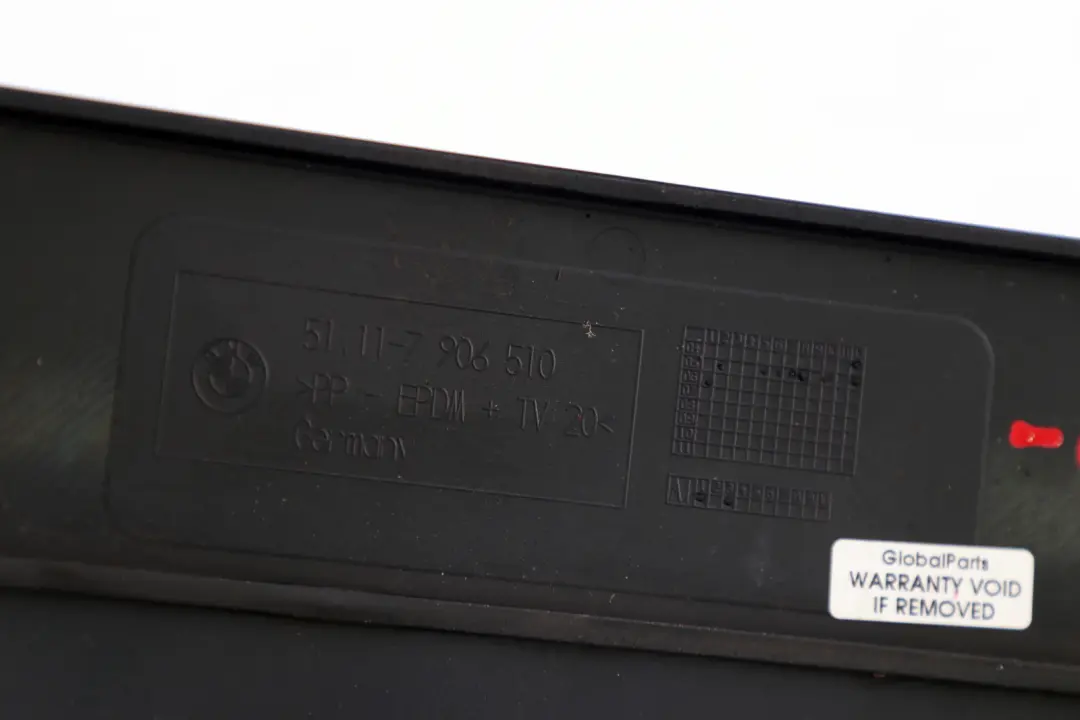 51.11-7 906 510
>PP - EPDM + TV 20<
Germany
GlobalParts
WARRANTY VOID
IF REMOVED